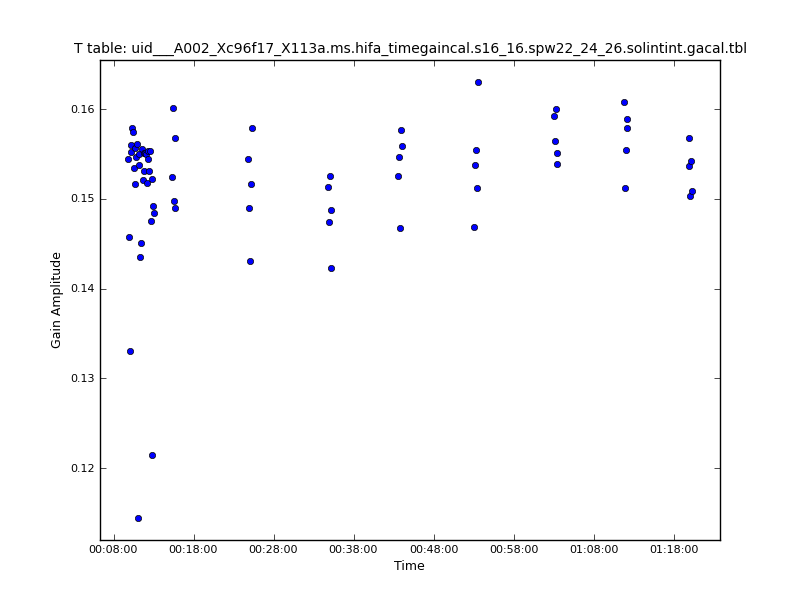 T table: uid___A002_Xc96f17_X113a.ms.hifa_timegaincal.s16_16.spw22_24_26.solintint.gacal.tbl
0.16
0.15
0.14
0.13
0.12
Gain Amplitude
00:08:00 00:18:00 00:28:00 00:38:00 00:48:00 00:58:00 01:08:00 01:18:00
Time